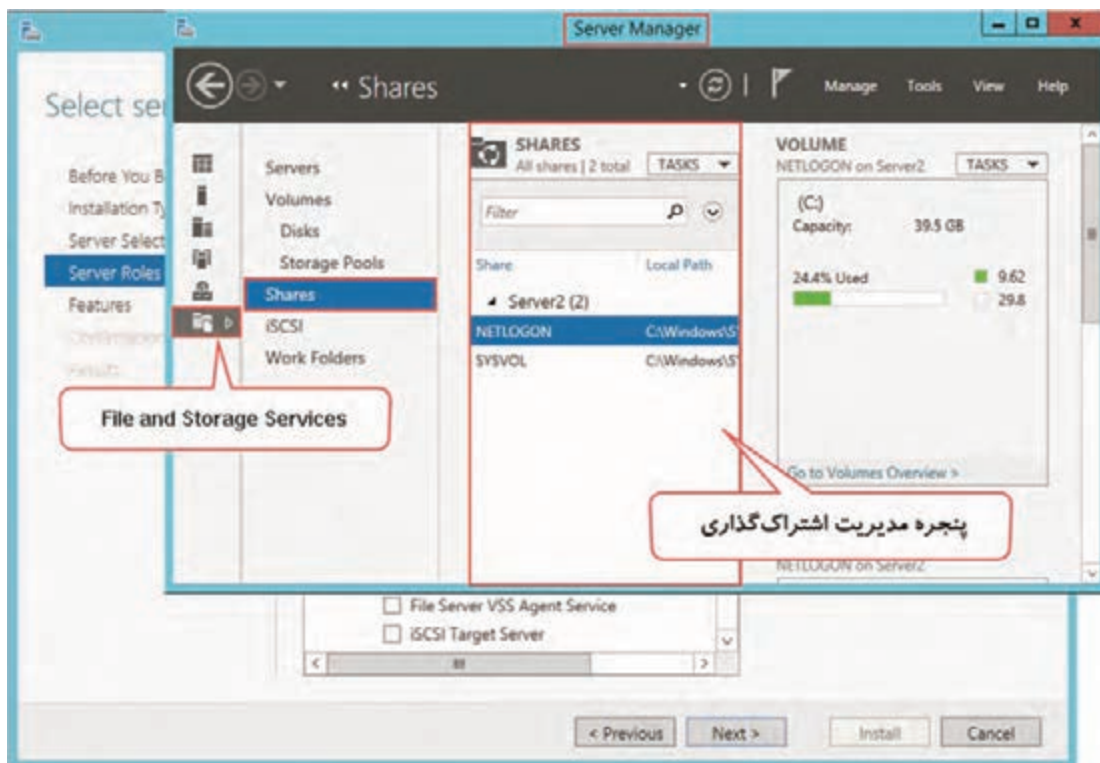 Server Manager
Shares
Manage Tools View Help
Select se
Before You B
Installation Ty
Server Select
Server Roles
Features
Servers
Volumes
Disks
Storage Pools
Shares
iSCSI
Work Folders
File and Storage Services
SHARES
All shares | 2 total
TASKS
Filter
Share Local Path
Server2 (2)
NETLOGON C:\Windows\S
SYSVOL C:\Windows\S
VOLUME
NETLOGON on Server2
TASKS
(C:)
Capacity: 39.5 GB
24.4% Used
9.62
29.8
Go to Volumes Overview >
پنجره مدیریت اشتراک‌گذاری
NETLOGON on Server2
File Server VSS Agent Service
iSCSI Target Server
< Previous
Next >
Install
Cancel